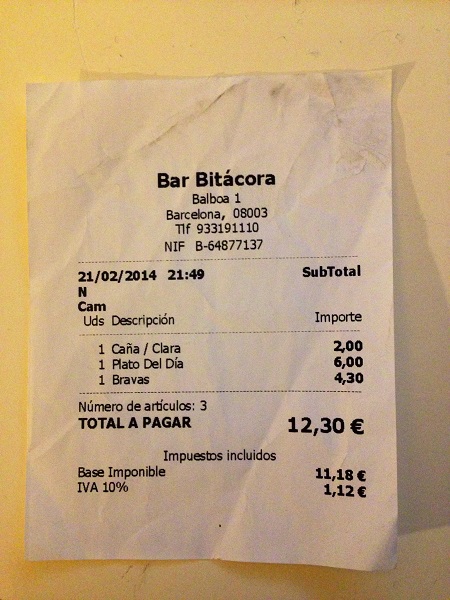 Bar Bitácora
Balboa 1
Barcelona, 08003
Tlf 933191110
NIF B-64877137
21/02/2014 21:49 SubTotal
N
Cam
Uds Descripción Importe
1 Caña / Clara 2,00
1 Plato Del Día 6,00
1 Bravas 4,30
Número de artículos: 3
TOTAL A PAGAR 12,30 €
Impuestos incluidos
Base Imponible 11,18 €
IVA 10% 1,12 €